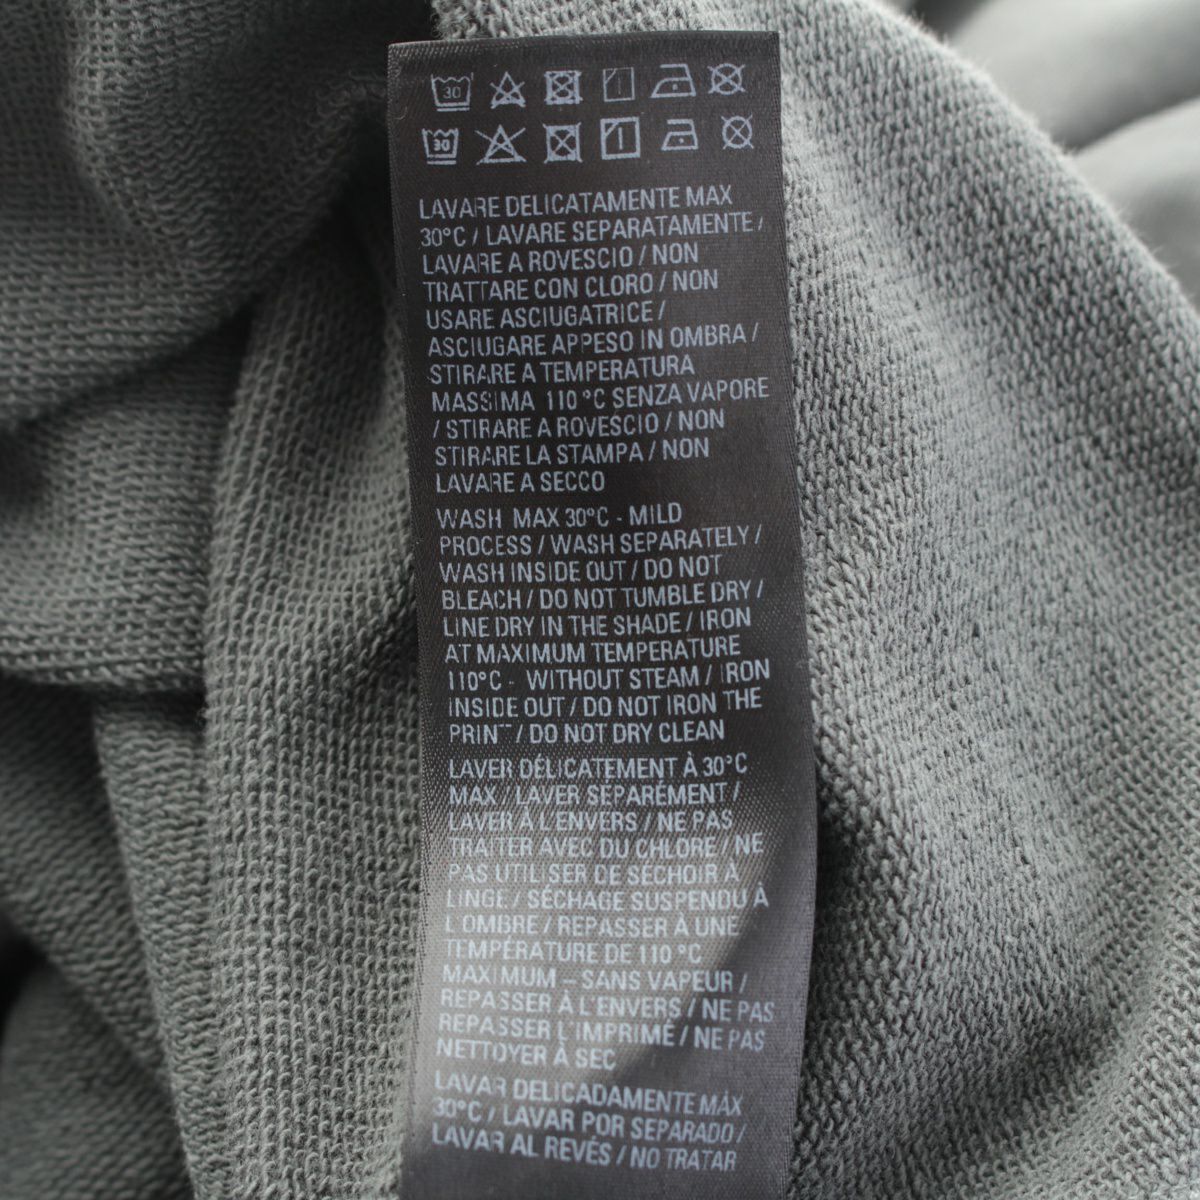 30
30
LAVARE DELICATAMENTE MAX
30°C / LAVARE SEPARATAMENTE /
LAVARE A ROVESCIO / NON
TRATTARE CON CLORO / NON
USARE ASCIUGATRICE /
ASCIUGARE APPESO IN OMBRA /
STIRARE A TEMPERATURA
MASSIMA 110 °C SENZA VAPORE
/ STIRARE A ROVESCIO / NON
STIRARE LA STAMPA / NON
LAVARE A SECCO
WASH MAX 30°C - MILD
PROCESS / WASH SEPARATELY /
WASH INSIDE OUT / DO NOT
BLEACH / DO NOT TUMBLE DRY /
LINE DRY IN THE SHADE / IRON
AT MAXIMUM TEMPERATURE
110°C - WITHOUT STEAM / IRON
INSIDE OUT / DO NOT IRON THE
PRINT / DO NOT DRY CLEAN
LAVER DÉLICATEMENT À 30°C
MAX / LAVER SÉPARÉMENT /
LAVER À L'ENVERS / NE PAS
TRAITER AVEC DU CHLORE / NE
PAS UTILISER DE SECHOIR À
LINGE / SÉCHAGE SUSPENDU À
L'OMBRE / REPASSER À UNE
TEMPÉRATURE DE 110 °C
MAXIMUM – SANS VAPEUR /
REPASSER À L'ENVERS / NE PAS
REPASSER L'IMPRIMÉ / NE PAS
NETTOYER À SEC
LAVAR DELICADAMENTE MÁX
30°C / LAVAR POR SEPARADO /
LAVAR AL REVÉS / NO TRATAR